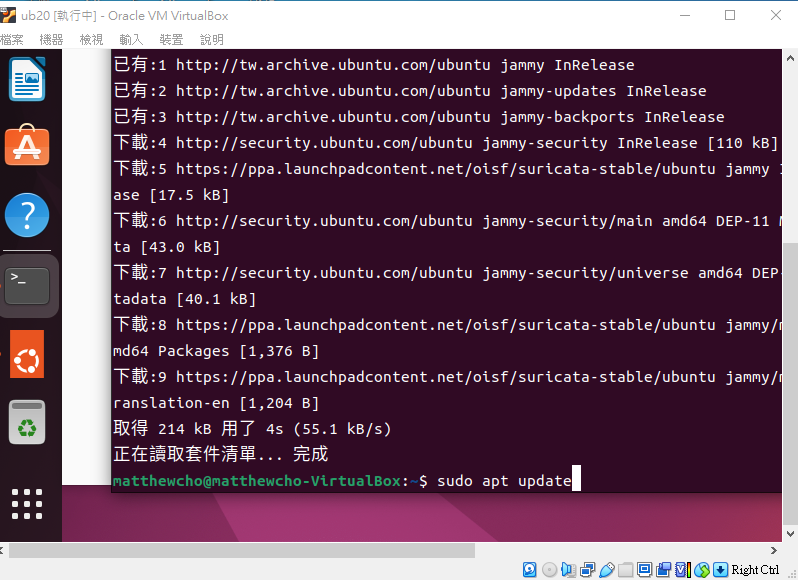 ub20 [執行中] - Oracle VM VirtualBox
檔案 機器 檢視 輸入 裝置 說明
已有:1 http://tw.archive.ubuntu.com/ubuntu jammy InRelease
已有:2 http://tw.archive.ubuntu.com/ubuntu jammy-updates InRelease
已有:3 http://tw.archive.ubuntu.com/ubuntu jammy-backports InRelease
下載:4 http://security.ubuntu.com/ubuntu jammy-security InRelease [110 kB]
下載:5 https://ppa.launchpadcontent.net/oisf/suricata-stable/ubuntu jammy
ase [17.5 kB]
下載:6 http://security.ubuntu.com/ubuntu jammy-security/main amd64 DEP-11
ta [43.0 kB]
下載:7 http://security.ubuntu.com/ubuntu jammy-security/universe amd64 DEP-
tadata [40.1 kB]
下載:8 https://ppa.launchpadcontent.net/oisf/suricata-stable/ubuntu jammy/
md64 Packages [1,376 B]
下載:9 https://ppa.launchpadcontent.net/oisf/suricata-stable/ubuntu jammy/
ranslation-en [1,204 B]
取得 214 kB 用了 4s (55.1 kB/s)
正在讀取套件清單... 完成
matthewcho@matthewcho-VirtualBox:~$ sudo apt update
Right Ctrl